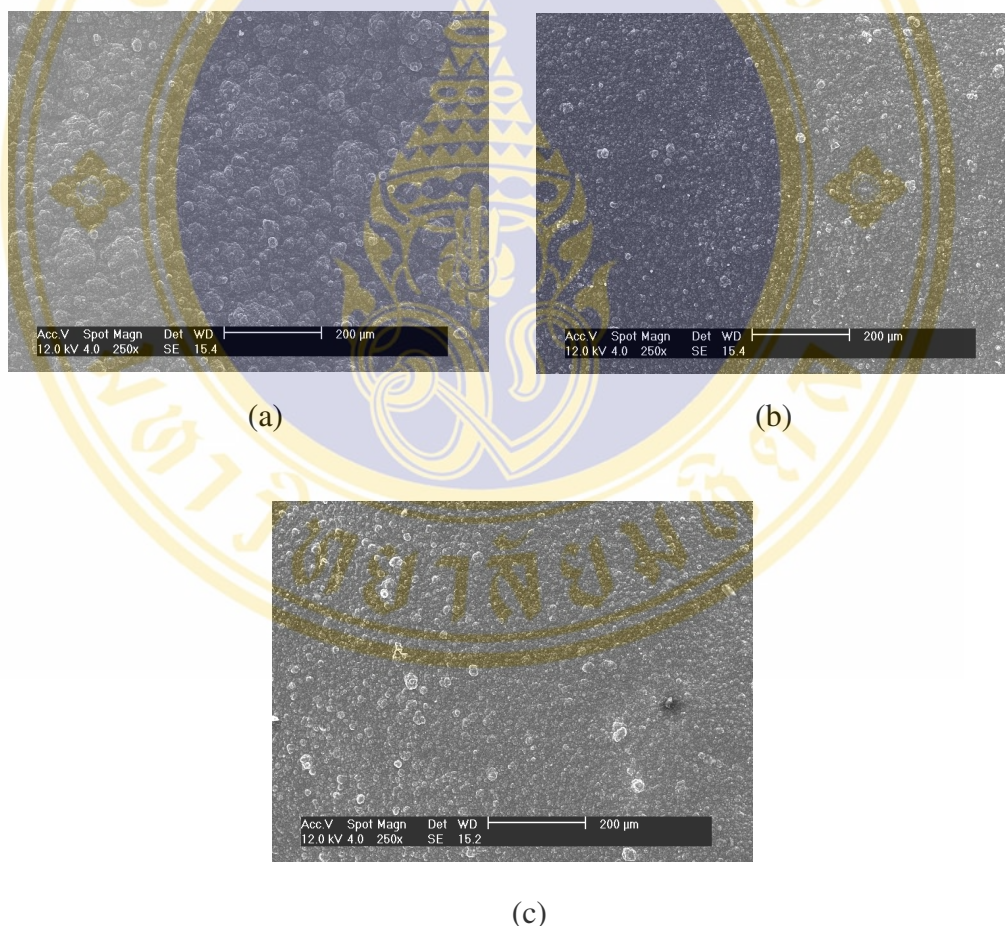 Acc.V Spot Magn Det WD 200 µm
12.0 kV 4.0 250x SE 15.4
Acc.V Spot Magn Det WD 200 µm
12.0 kV 4.0 250x SE 15.4
(a)
(b)
Acc.V Spot Magn Det WD 200 µm
12.0 kV 4.0 250x SE 15.2
(c)